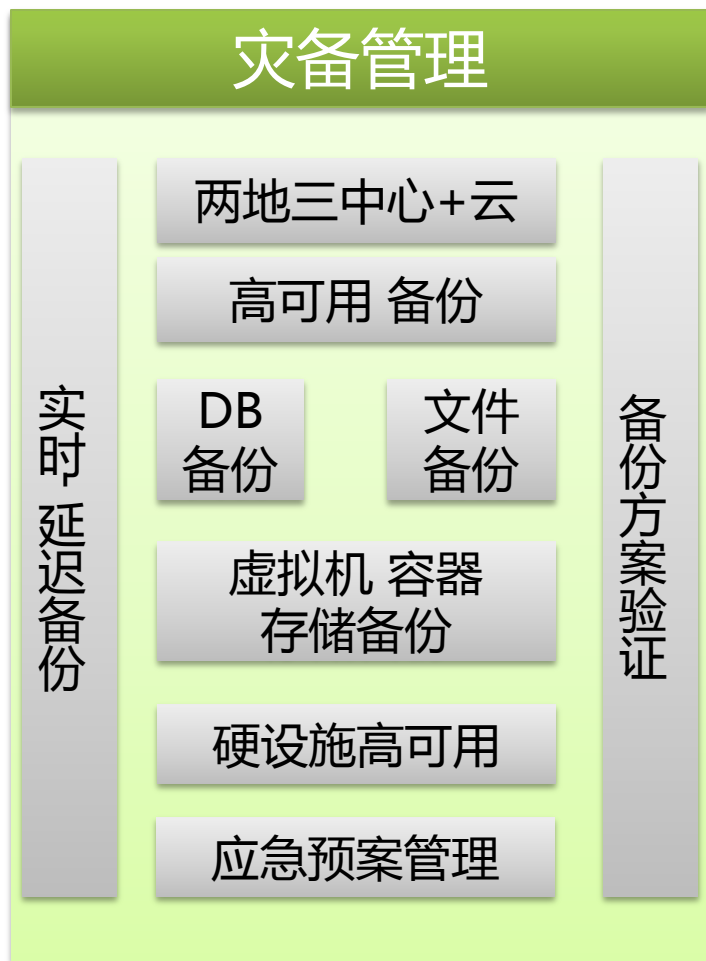 灾备管理
实时, 延迟备份
两地三中心+云
高可用 备份
DB
备份
文件
备份
虚拟机 容器
存储备份
硬设施高可用
应急预案管理
备份方案验证